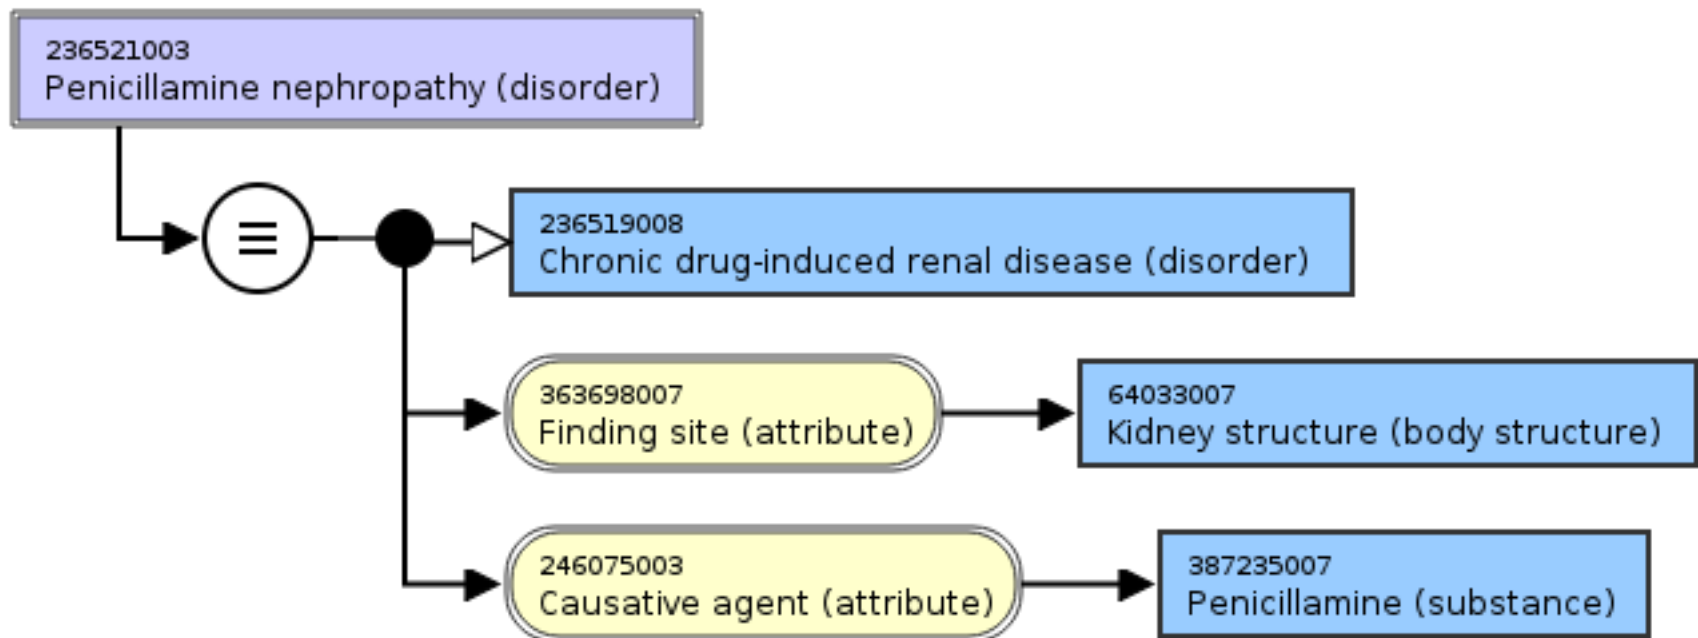 236521003
Penicillamine nephropathy (disorder)
≡
236519008
Chronic drug-induced renal disease (disorder)
363698007
Finding site (attribute)
64033007
Kidney structure (body structure)
246075003
Causative agent (attribute)
387235007
Penicillamine (substance)